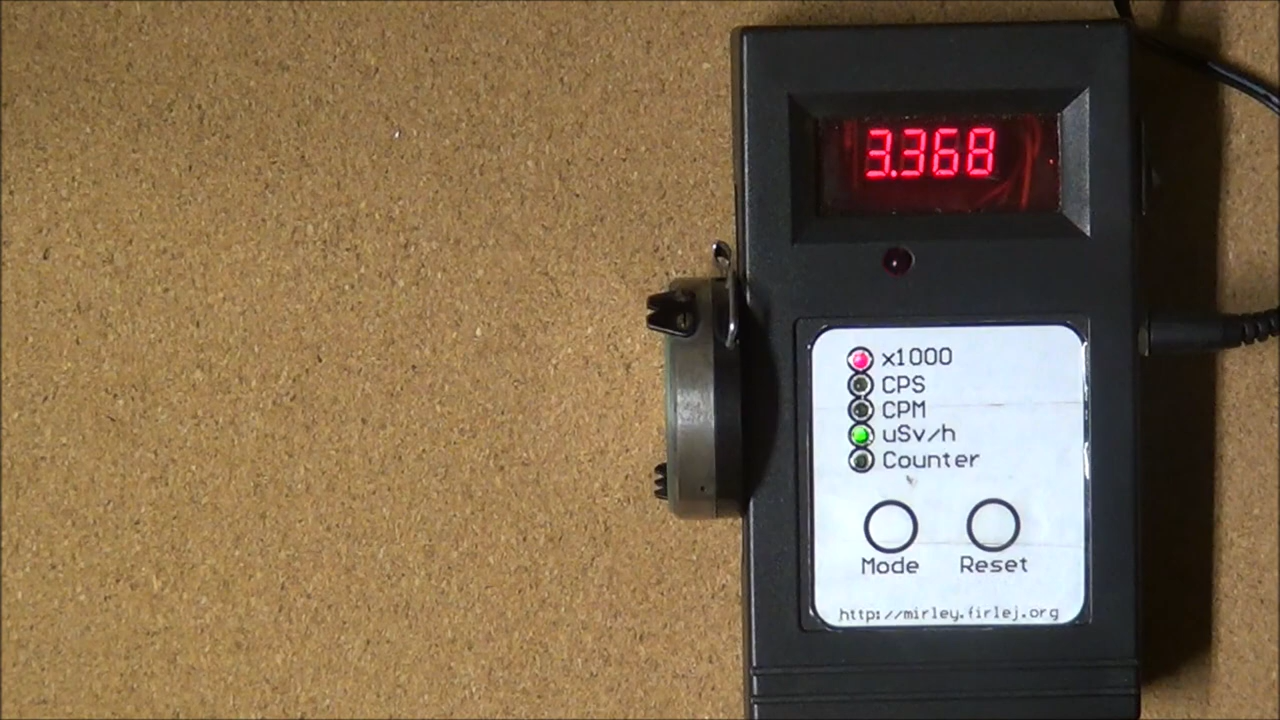 3.368
x1000
CPS
CPM
uSv/h
Counter
Mode Reset
http://mirley.firlej.org